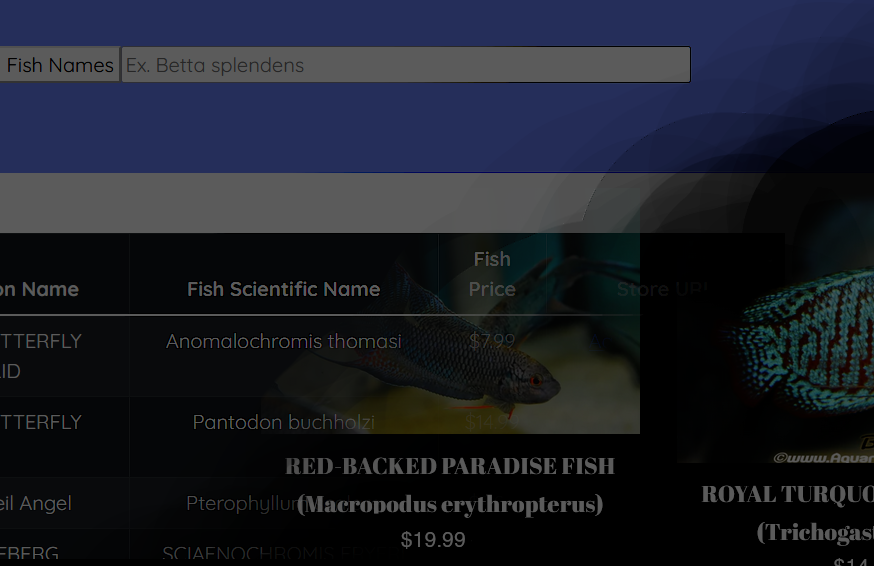 Fish Names
Ex. Betta splendens
on Name
Fish Scientific Name
Fish
Price
Store UP!
TTERFLY
ID
Anomalochromis thomasi
$7.99
TTERFLY
Pantodon buchholzi
$14.
eil Angel
Pterophyllum
EBERG
SCIAENOCHROMIS
RED-BACKED PARADISE FISH
(Macropodus erythropterus)
$19.99
©www.Aquar
ROYAL TURQUO
(Trichogast
$14